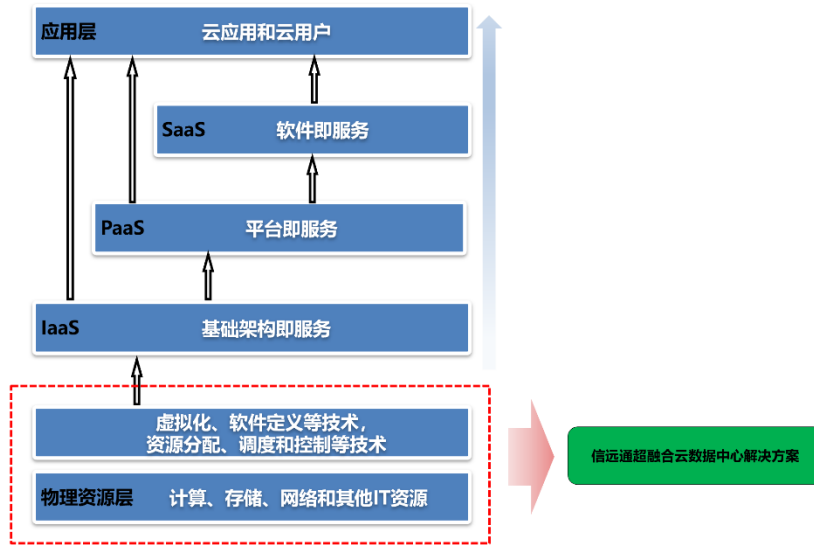 应用层 云应用和云用户
SaaS 软件即服务
PaaS 平台即服务
IaaS 基础架构即服务
虚拟化、软件定义等技术，
资源分配、调度和控制等技术
物理资源层 计算、存储、网络和其他IT资源
信远通超融合云数据中心解决方案